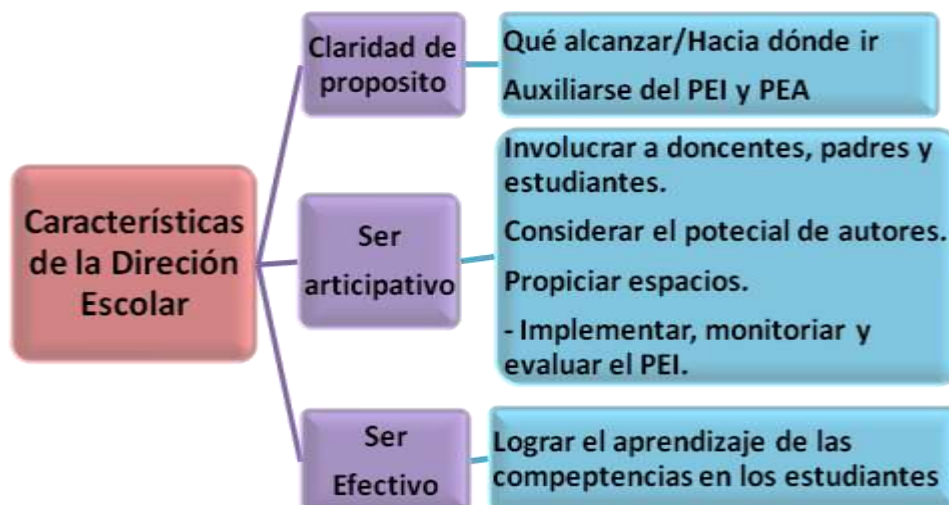 Claridad de
proposito
Qué alcanzar/Hacia dónde ir
Auxiliarse del PEI y PEA
Característicias
de la Direción
Escolar
Ser
articipativo
Involucrar a doncentes, padres y
estudiantes.
Considerar el potecial de autores.
Propiciar espacios.
- Implementar, monitoriar y
evaluar el PEI.
Ser
Efectivo
Lograr el aprendizaje de las
compeptencias en los estudiantes